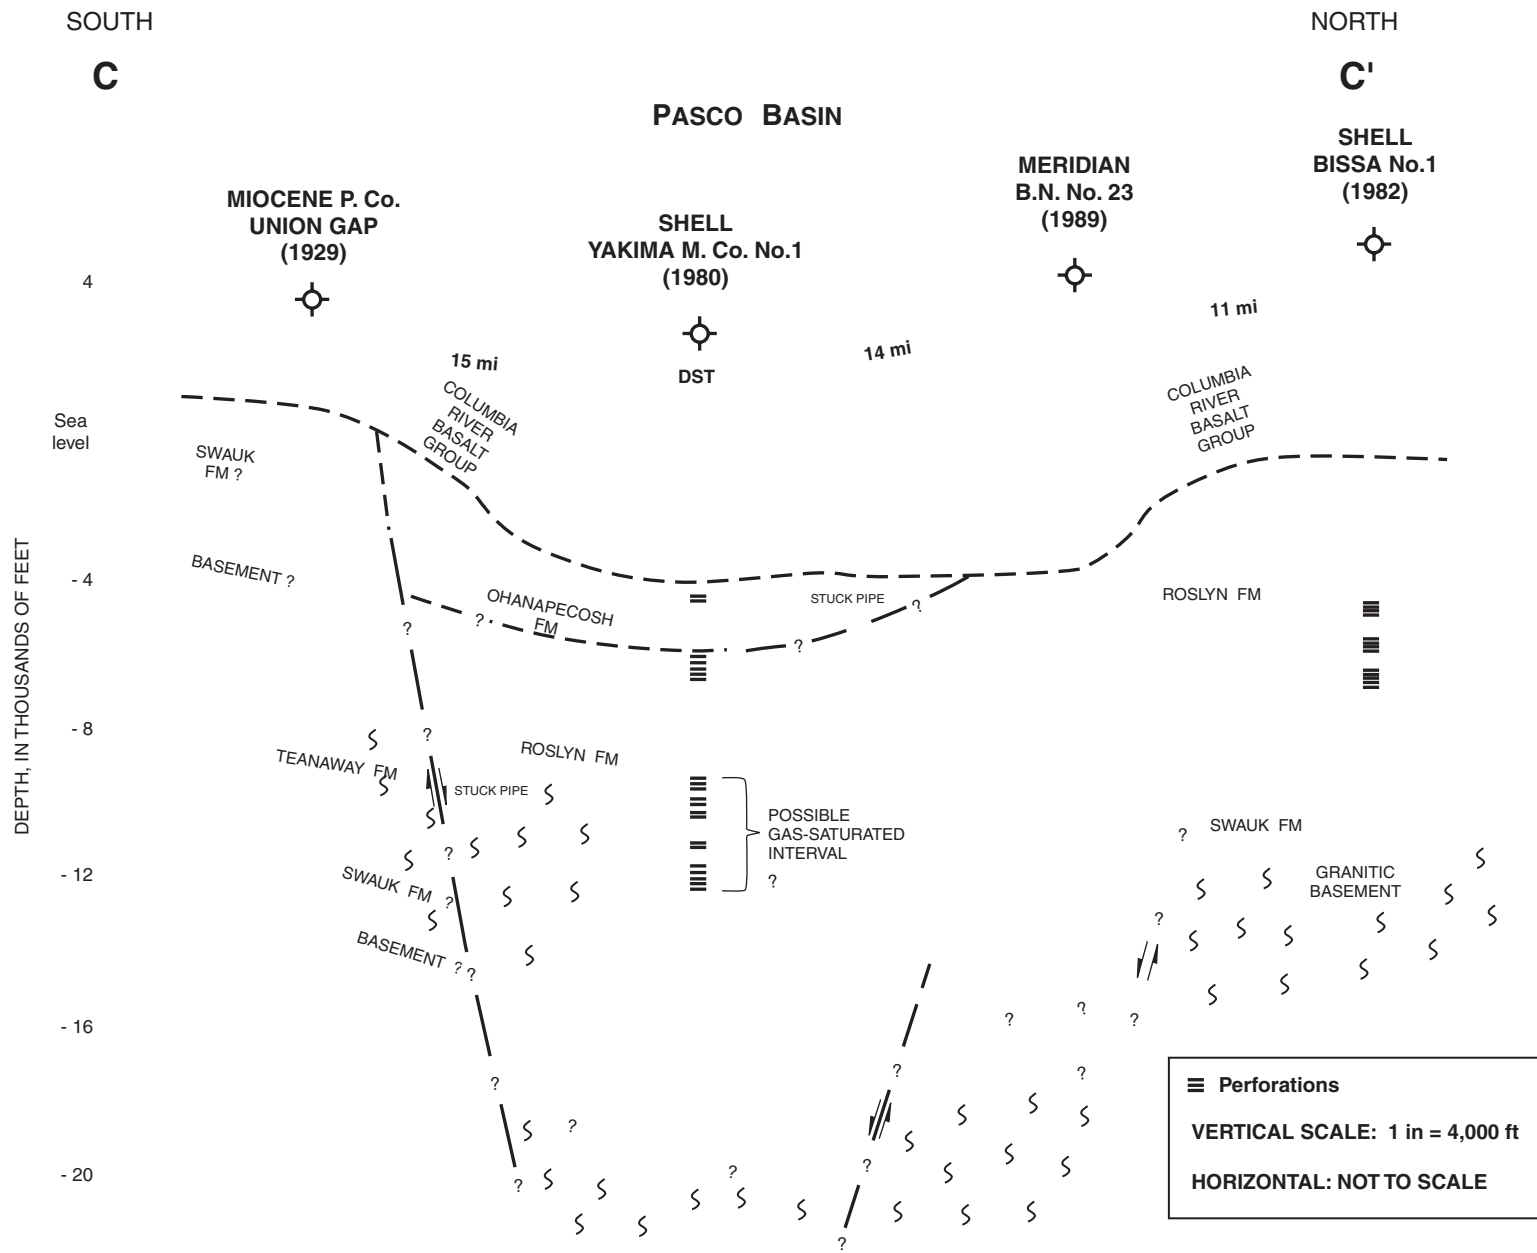 SOUTH
NORTH
C
C'
PASCO BASIN
MIOCENE P. Co.
UNION GAP
(1929)
SHELL
YAKIMA M. Co. No.1
(1980)
DST
MERIDIAN
B.N. No. 23
(1989)
SHELL
BISSA No.1
(1982)
15 mi
14 mi
11 mi
DEPTH, IN THOUSANDS OF FEET
4
Sea
level
- 4
- 8
- 12
- 16
- 20
COLUMBIA
RIVER
BASALT
GROUP
COLUMBIA
RIVER
BASALT
GROUP
SWAUK
FM ?
BASEMENT ?
OHANAPECOSH
FM
?
STUCK PIPE
?
?
ROSLYN FM
?
?
TEANAWAY FM
ROSLYN FM
STUCK PIPE
POSSIBLE
GAS-SATURATED
INTERVAL
?
?
SWAUK FM ?
BASEMENT ?
?
? SWAUK FM
GRANITIC
BASEMENT
?
?
?
?
?
?
?
?
?
?
?
?
?
Perforations
VERTICAL SCALE: 1 in = 4,000 ft
HORIZONTAL: NOT TO SCALE